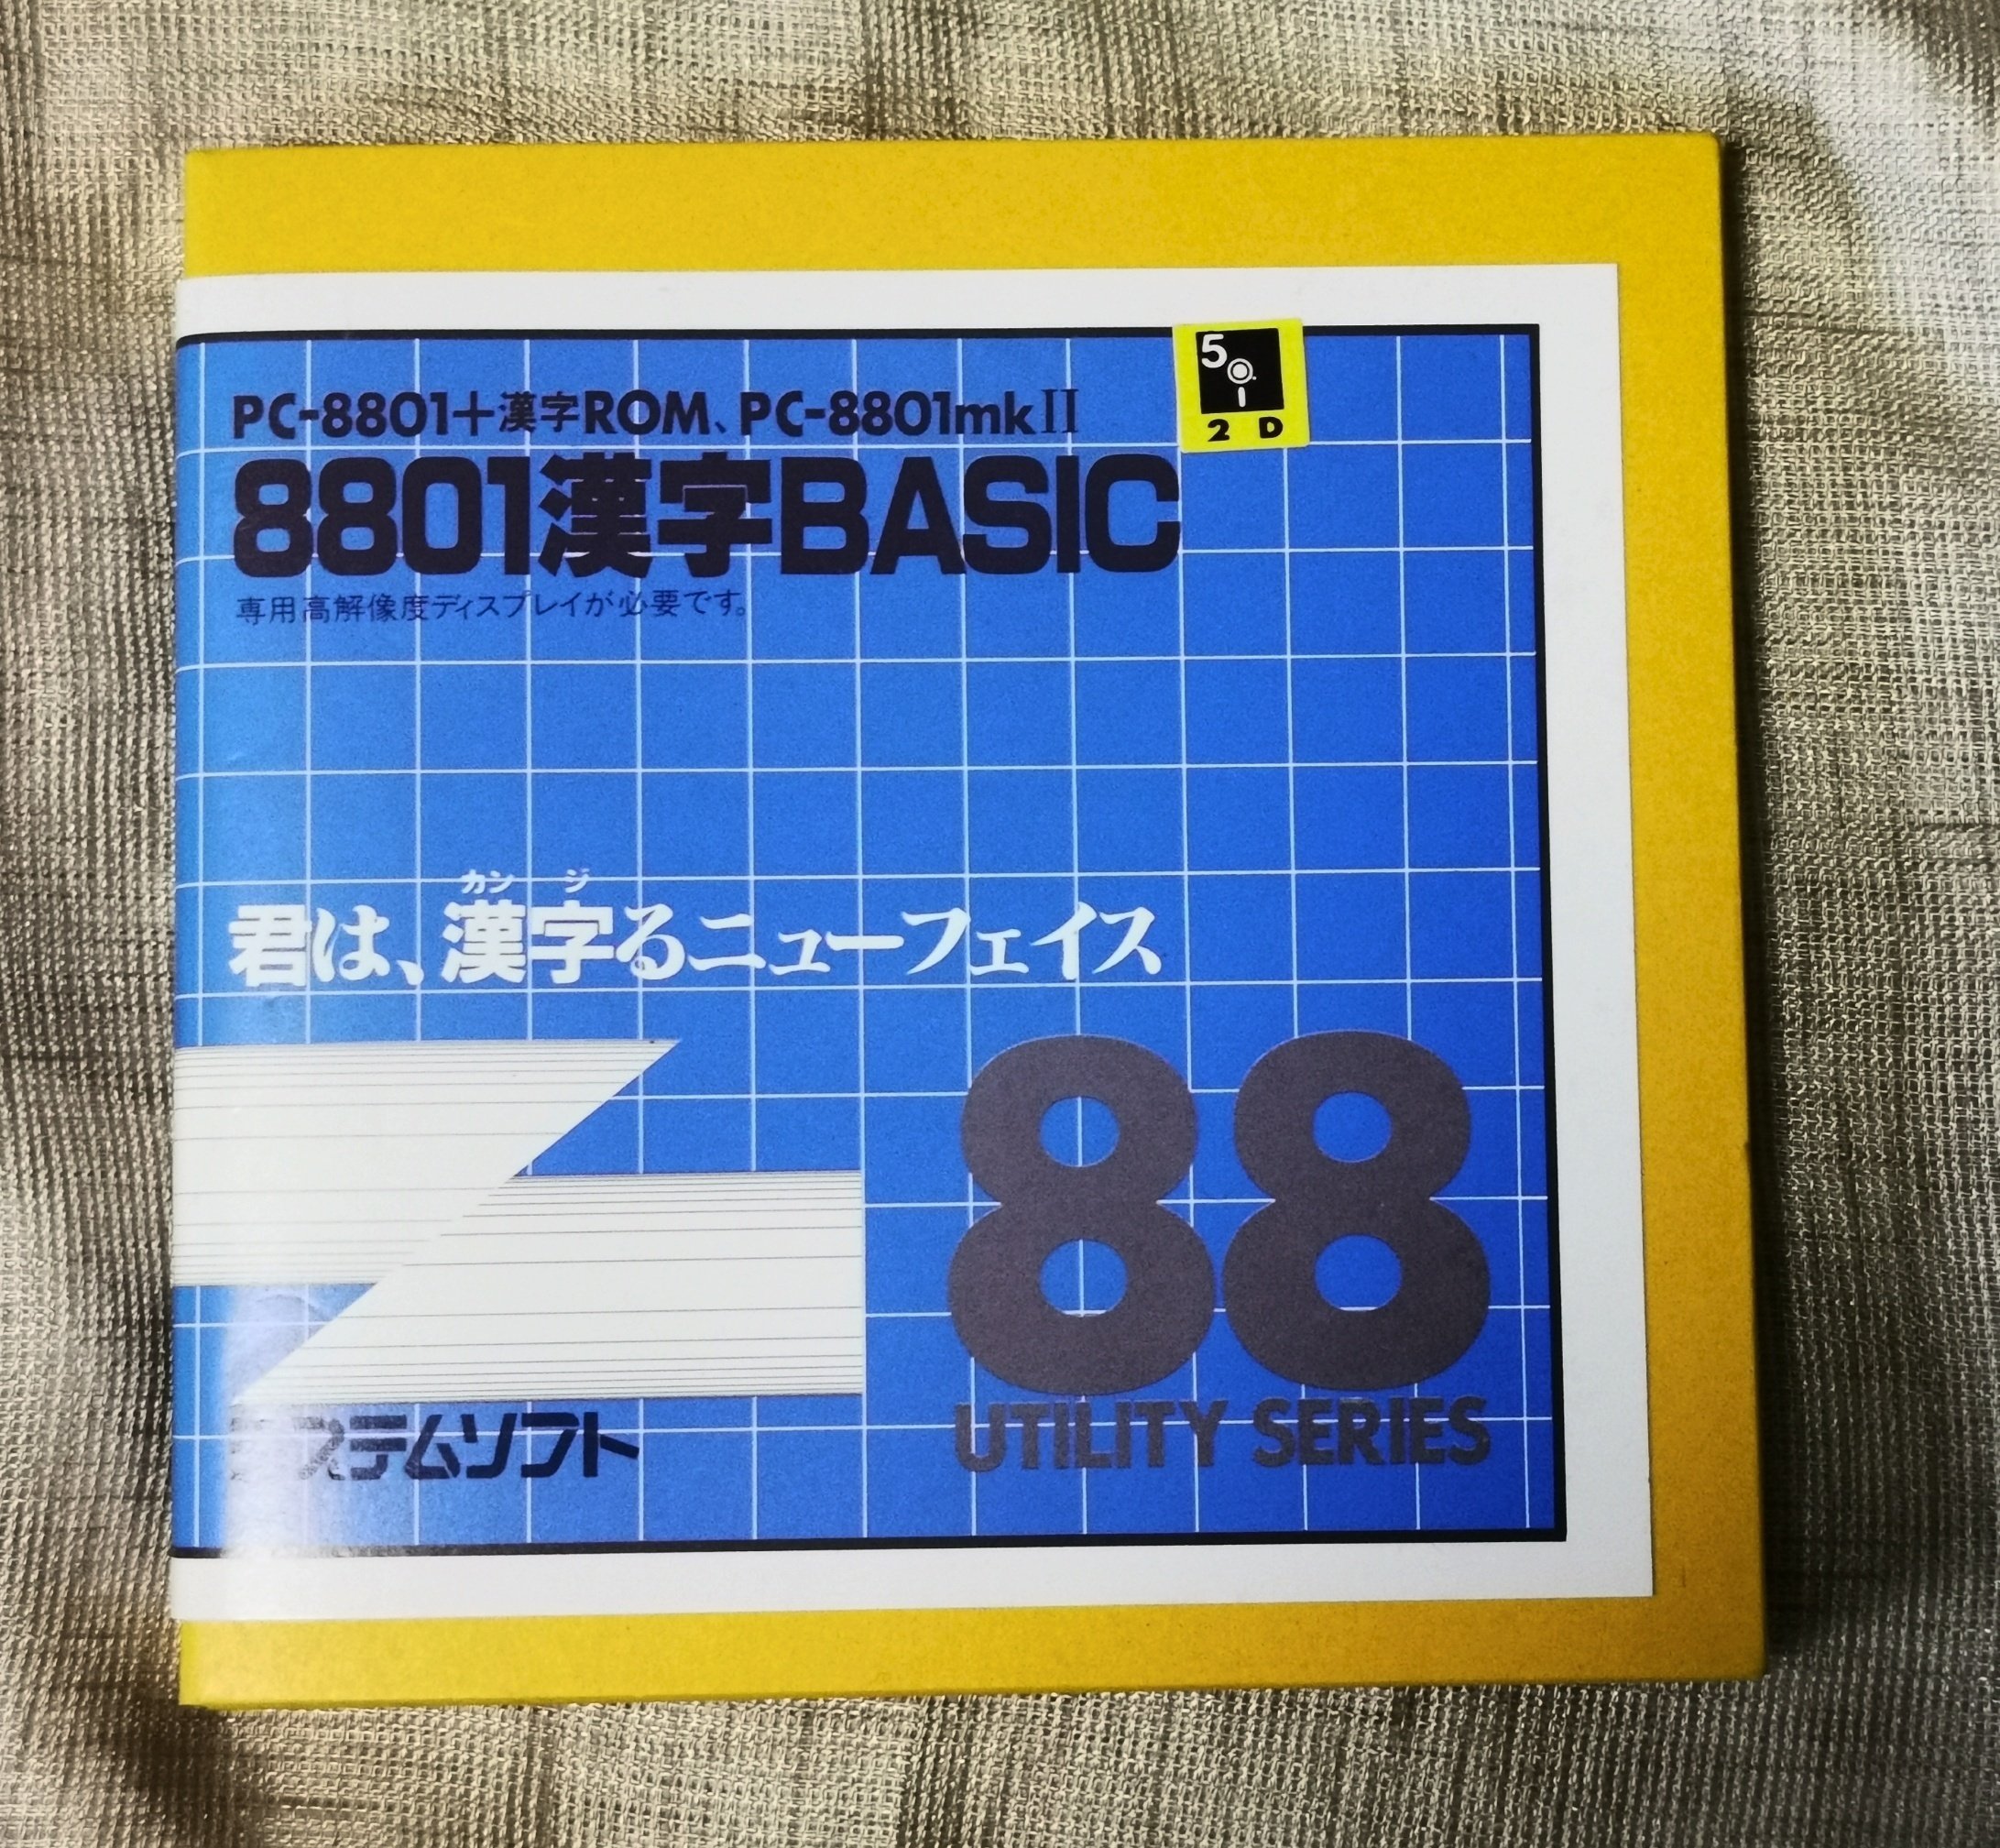 5
2 D
PC-8801+漢字ROM、PC-8801mkII
8801漢字BASIC
専用高解像度ディスプレイが必要です。
カンジ
君は、漢字るニューフェイス
88
UTILITY SERIES
システムソフト